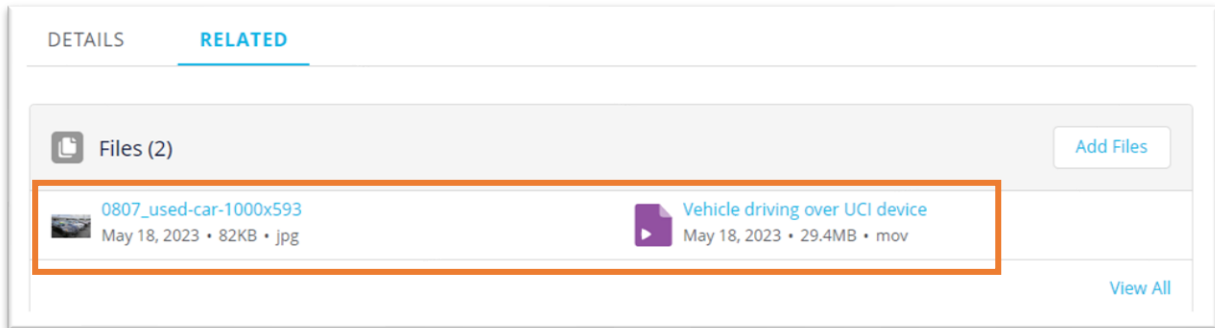 DETAILS RELATED
Files (2) Add Files
0807_used-car-1000x593 Vehicle driving over UCI device
May 18, 2023 • 82KB • jpg May 18, 2023 • 29.4MB • mov
View All